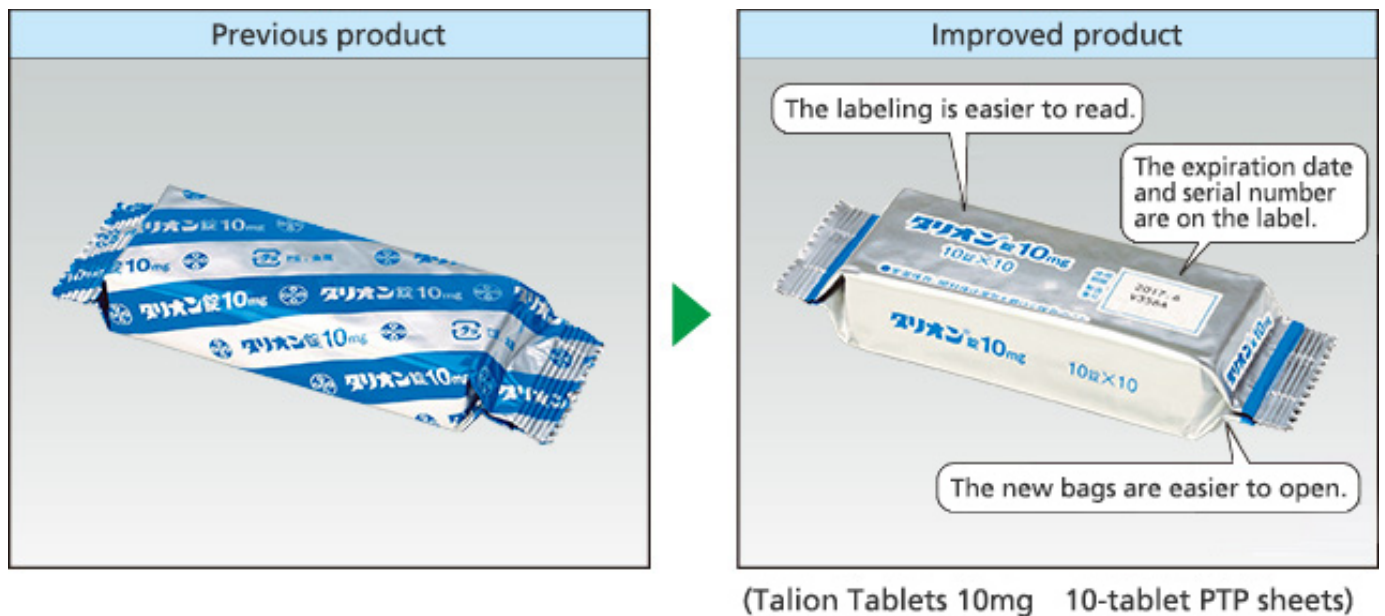 Previous product
タリオン錠10mg
タリオン錠10mg
タリオン錠10mg
タリオン錠10mg
Improved product
The labeling is easier to read.
The expiration date
and serial number
are on the label.
タリオン®錠10mg
10錠×10
2017.6
タリオン®錠10mg
10錠×10
タリオン®錠10mg
The new bags are easier to open.
(Talion Tablets 10mg 10-tablet PTP sheets)